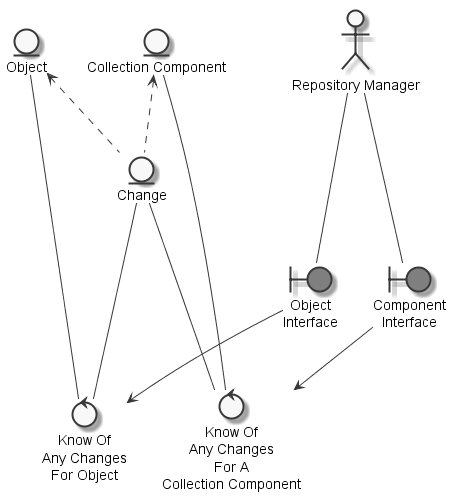 Object
Collection Component
Repository Manager
Change
Object
Interface
Component
Interface
Know Of
Any Changes
For Object
Know Of
Any Changes
For A
Collection Component